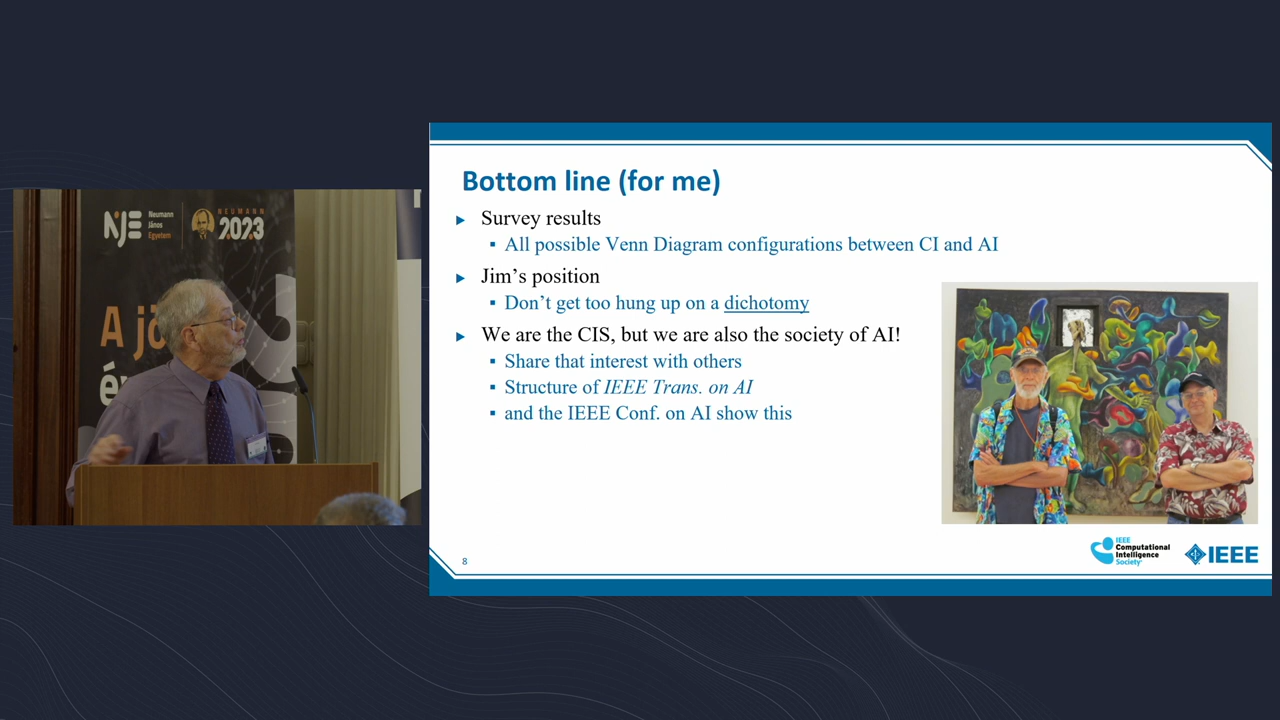 NJE
Neumann
János
Egyetem
NEUMANN
2023
A jö
é
Bottom line (for me)
Survey results
All possible Venn Diagram configurations between CI and AI
Jim's position
Don't get too hung up on a dichotomy
We are the CIS, but we are also the society of AI!
Share that interest with others
Structure of IEEE Trans. on AI
and the IEEE Conf. on AI show this
8
IEEE
Computational
Intelligence
Society
IEEE